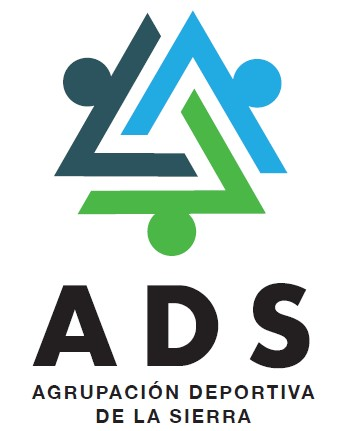 ADS
AGRUPACIÓN DEPORTIVA
DE LA SIERRA